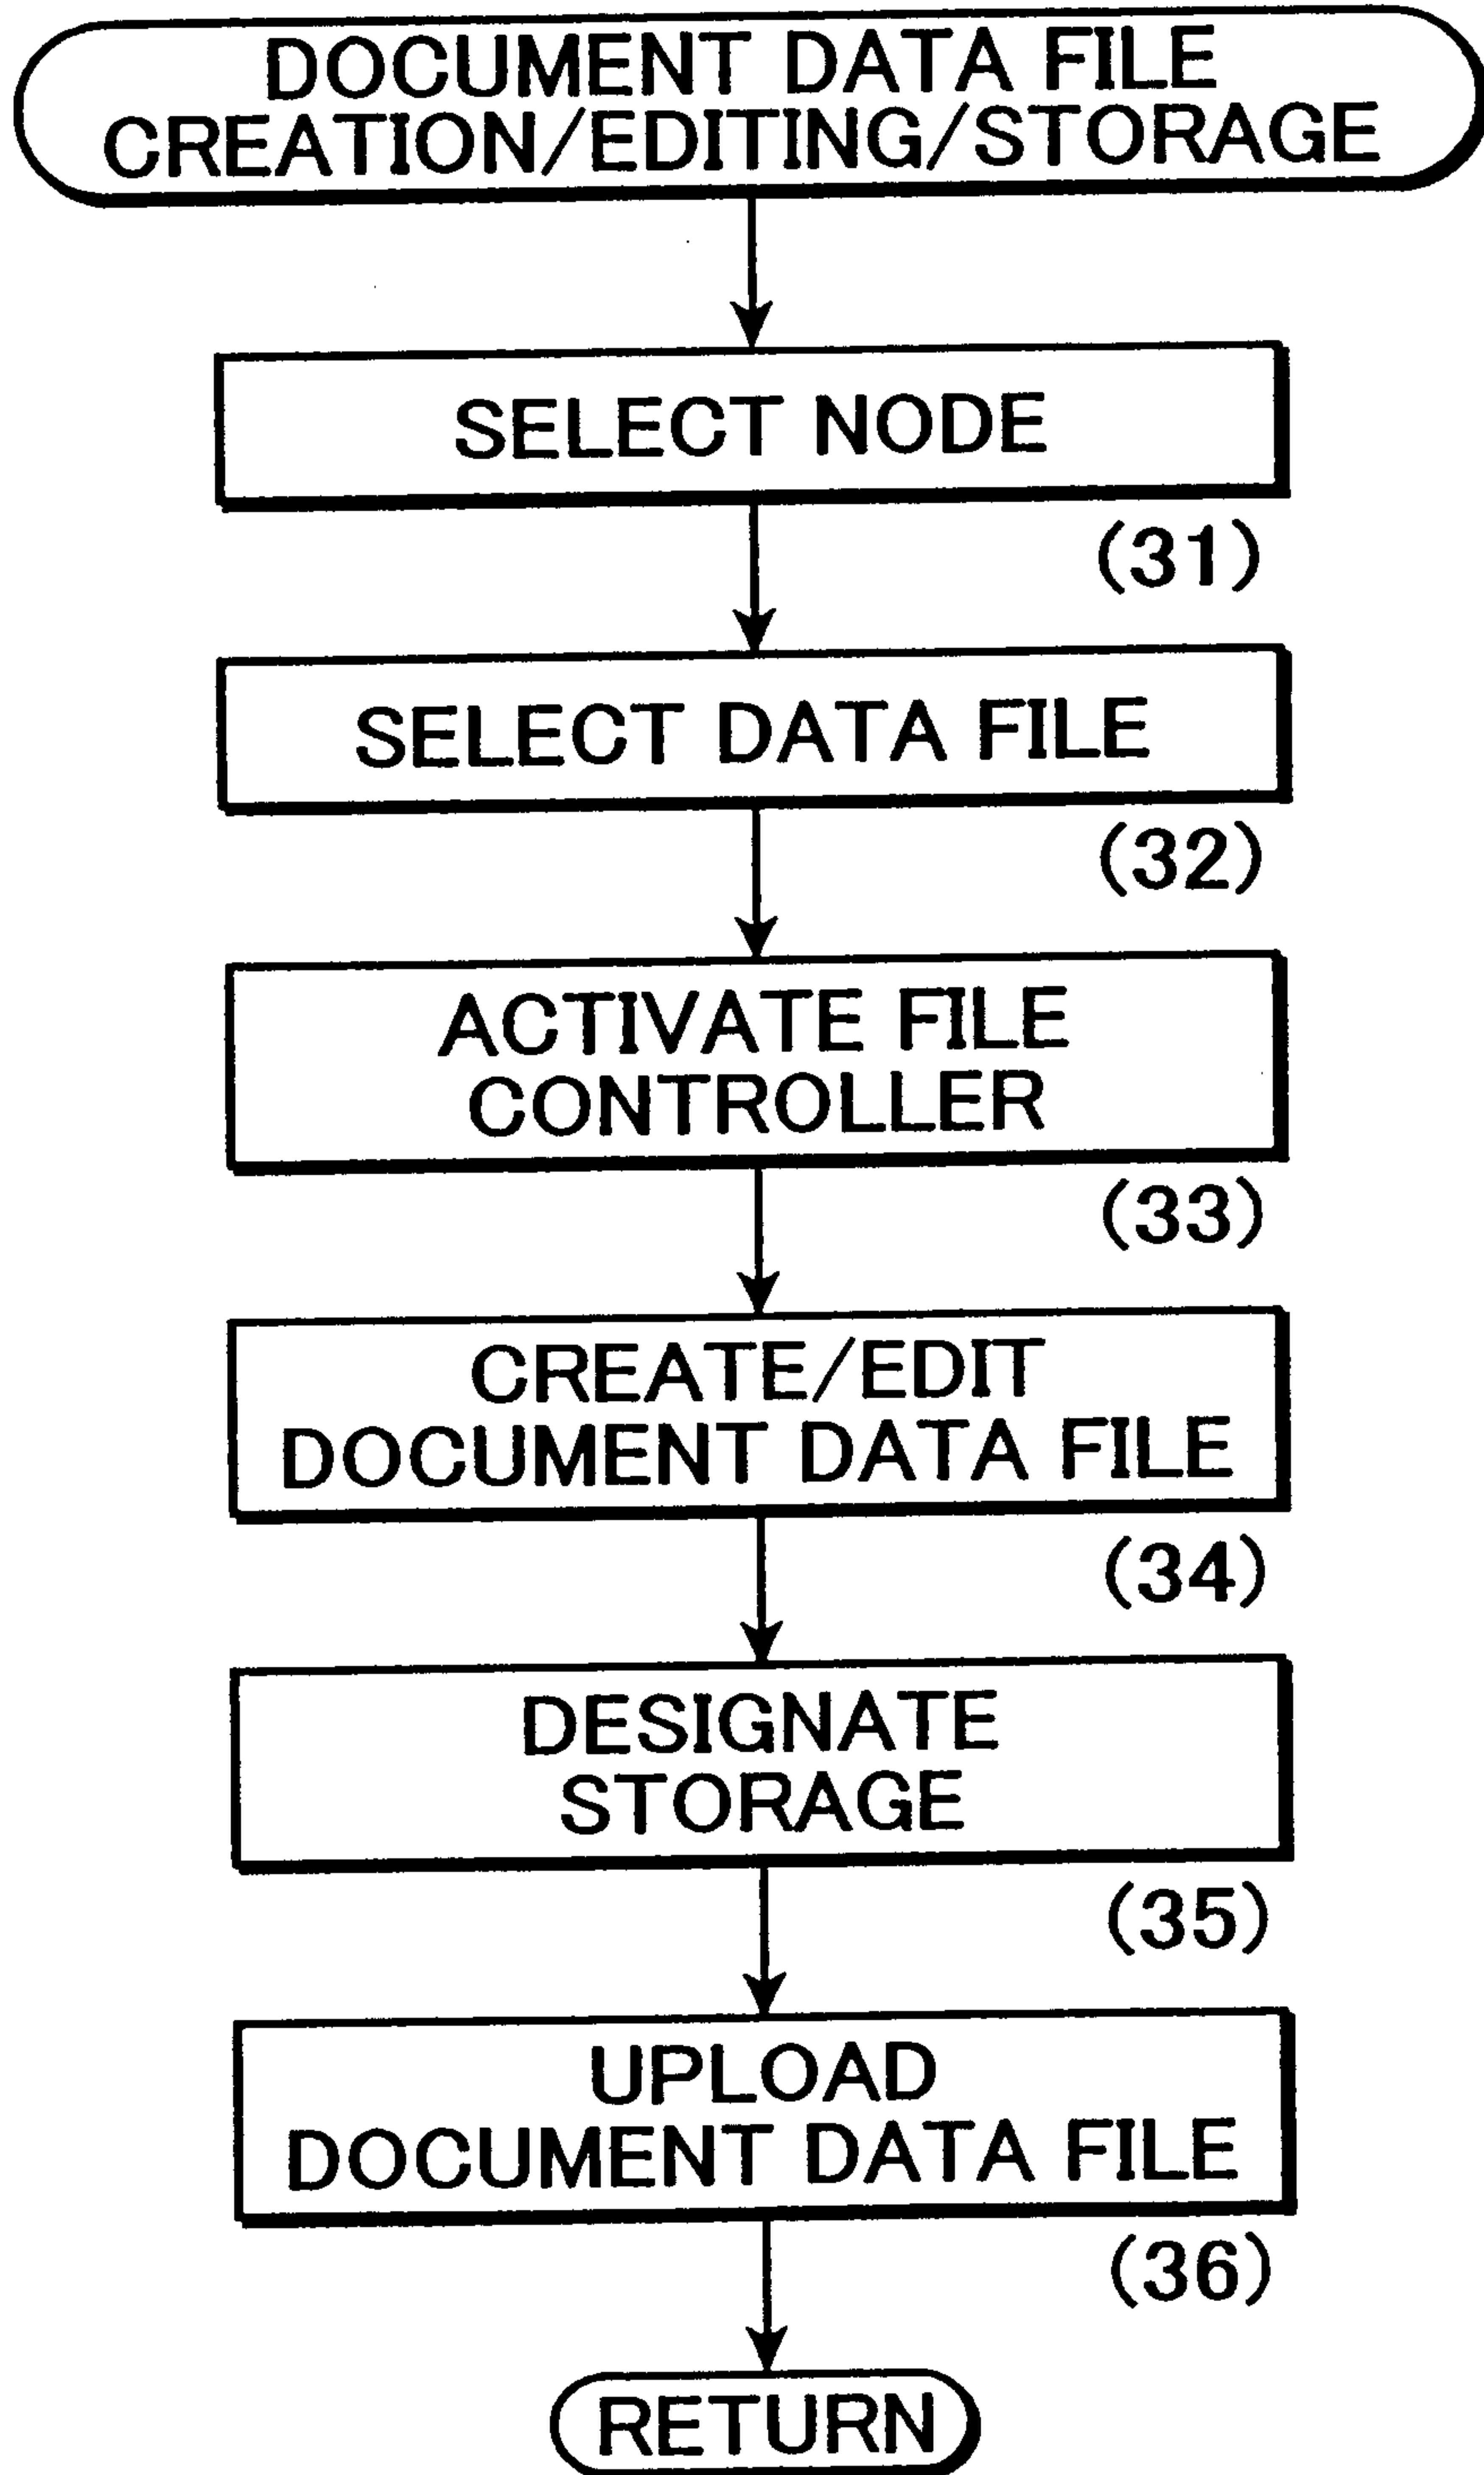 DOCUMENT DATA FILE
CREATION/EDITING/STORAGE
SELECT NODE
(31)
SELECT DATA FILE
(32)
ACTIVATE FILE
CONTROLLER
(33)
CREATE/EDIT
DOCUMENT DATA FILE
(34)
DESIGNATE
STORAGE
(35)
UPLOAD
DOCUMENT DATA FILE
(36)
RETURN